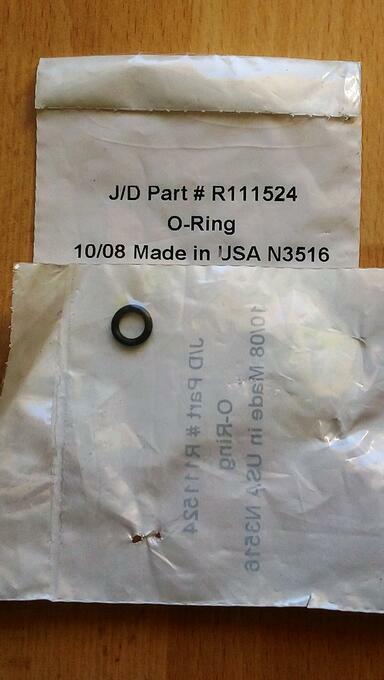 J/D Part # R111524
O-Ring
10/08 Made in USA N3516
J/D Part # R111524
O-Ring
10/08 Made in USA N3516